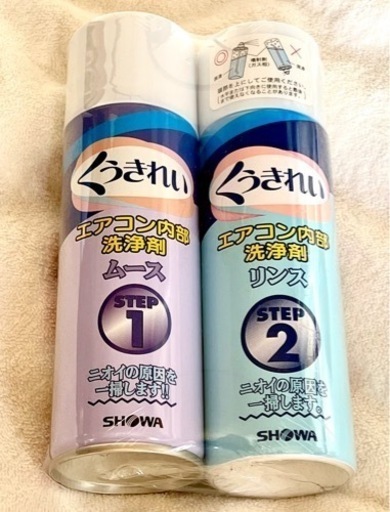 くうきれい
エアコン内部
洗浄剤
ムース
STEP
1
ニオイの原因を
一掃します!!
SHOWA
くうきれい
エアコン内部
洗浄剤
リンス
STEP
2
ニオイの原因を
一掃します。
SHOWA